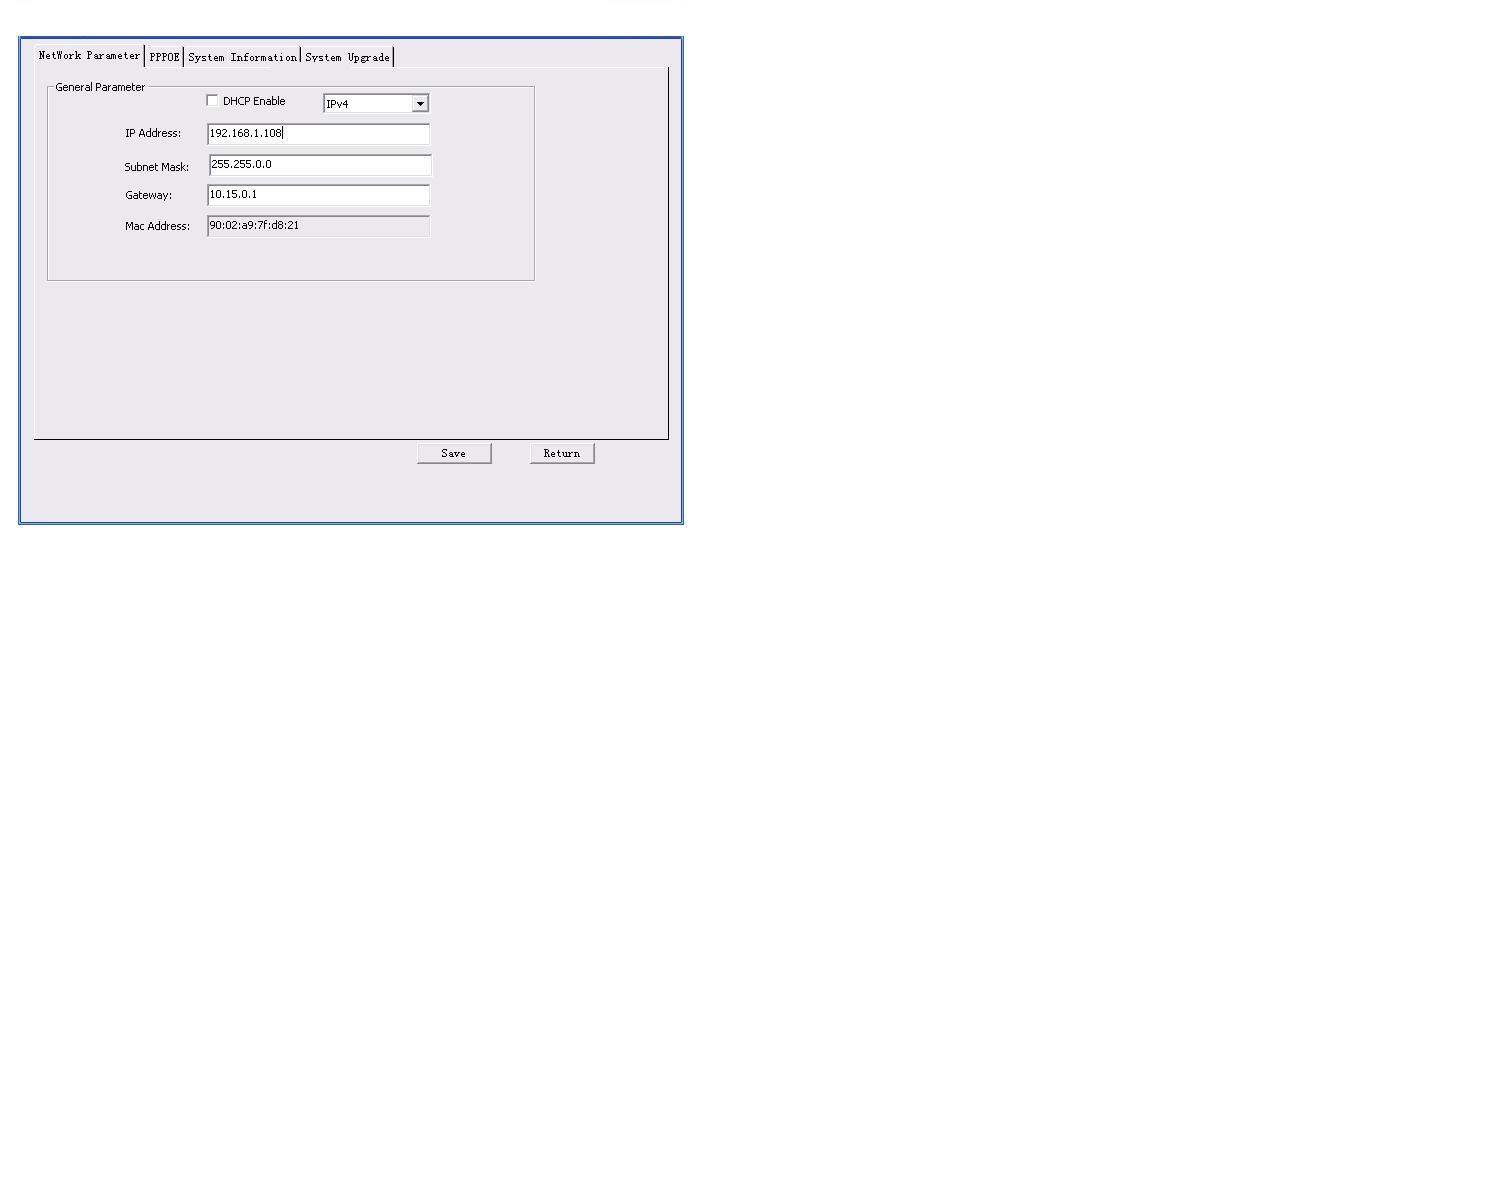 NetWork Parameter PPPOE System Information System Upgrade
General Parameter
DHCP Enable IPv4
IP Address: 192.168.1.108
Subnet Mask: 255.255.0.0
Gateway: 10.15.0.1
Mac Address: 90:02:a9:7f:d8:21
Save Return